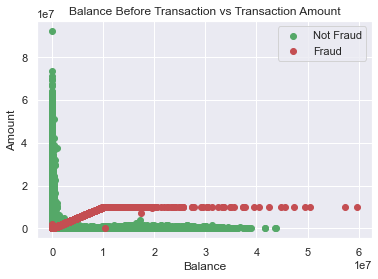 Balance Before Transaction vs Transaction Amount
1e7
Not Fraud
Fraud
8
6
4
2
0
Amount
0 1 2 3 4 5 6
1e7
Balance